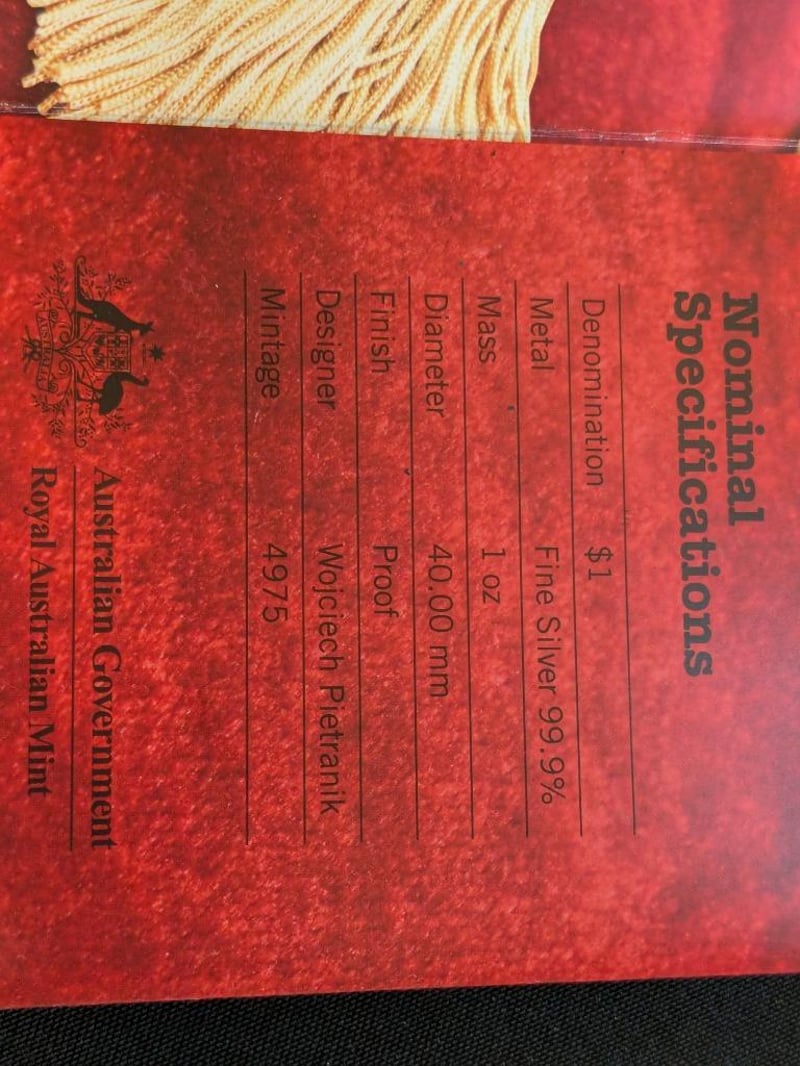 Nominal
Specifications
Denomination $1
Metal Fine Silver 99.9%
Mass 1 oz
Diameter 40.00 mm
Finish Proof
Designer Wojciech Pietranik
Mintage 4975
AUSTRALIA
Australian Government
Royal Australian Mint